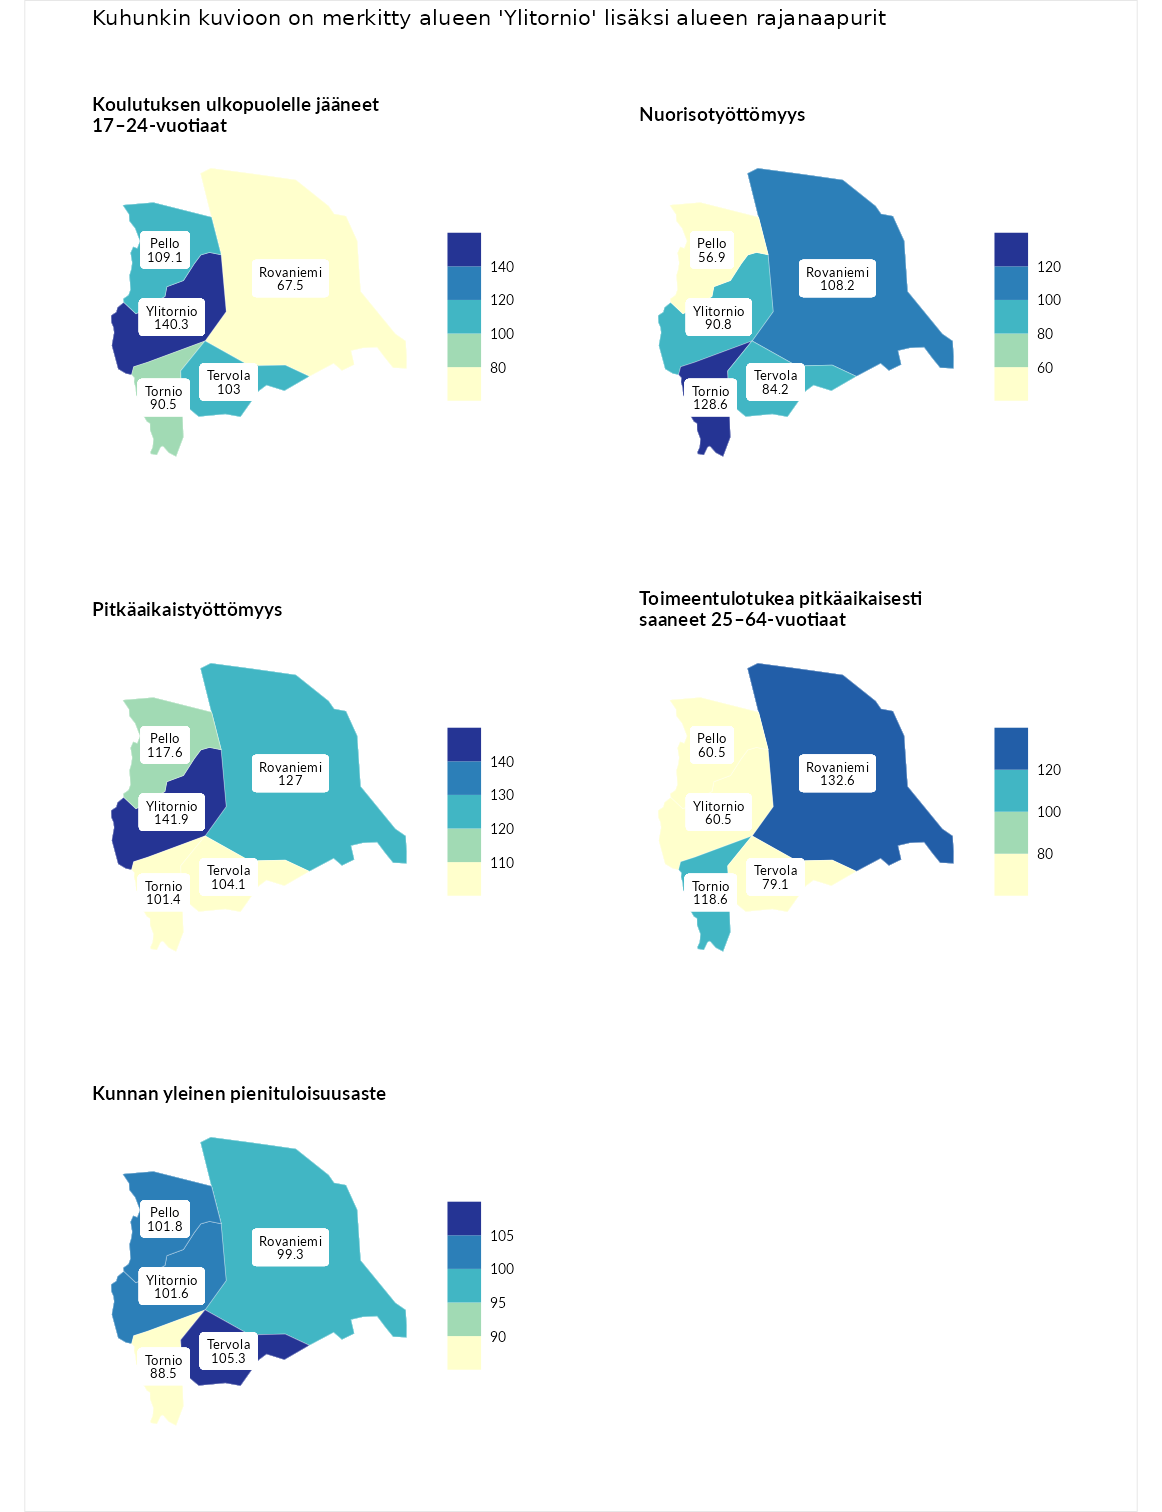 Kuhunkin kuvioon on merkitty alueen 'Ylitornio' lisäksi alueen rajanaapurit
Koulutuksen ulkopuolelle jääneet
17–24-vuotiaat
Pello
109.1
Rovaniemi
67.5
Ylitornio
140.3
Tervola
103
Tornio
90.5
140
120
100
80
Nuorisotyöttömyys
Pello
56.9
Rovaniemi
108.2
Ylitornio
90.8
Tervola
84.2
Tornio
128.6
120
100
80
60
Pitkäaikaistyöttömyys
Pello
117.6
Rovaniemi
127
Ylitornio
141.9
Tervola
104.1
Tornio
101.4
140
130
120
110
Toimeentulotukea pitkäaikaisesti
saaneet 25–64-vuotiaat
Pello
60.5
Rovaniemi
132.6
Ylitornio
60.5
Tervola
79.1
Tornio
118.6
120
100
80
Kunnan yleinen pienituloisuusaste
Pello
101.8
Rovaniemi
99.3
Ylitornio
101.6
Tervola
105.3
Tornio
88.5
105
100
95
90